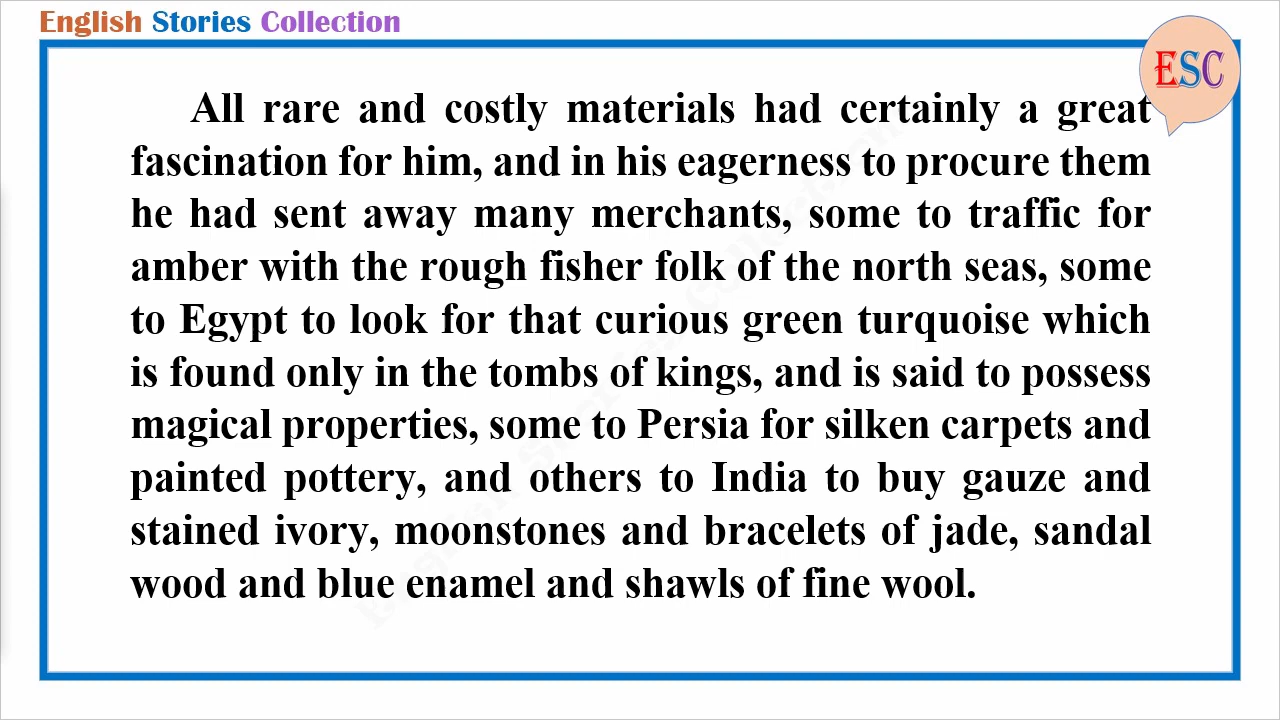 English Stories Collection
ESC
All rare and costly materials had certainly a great
fascination for him, and in his eagerness to procure them
he had sent away many merchants, some to traffic for
amber with the rough fisher folk of the north seas, some
to Egypt to look for that curious green turquoise which
is found only in the tombs of kings, and is said to possess
magical properties, some to Persia for silken carpets and
painted pottery, and others to India to buy gauze and
stained ivory, moonstones and bracelets of jade, sandal
wood and blue enamel and shawls of fine wool.
English Stories Collection